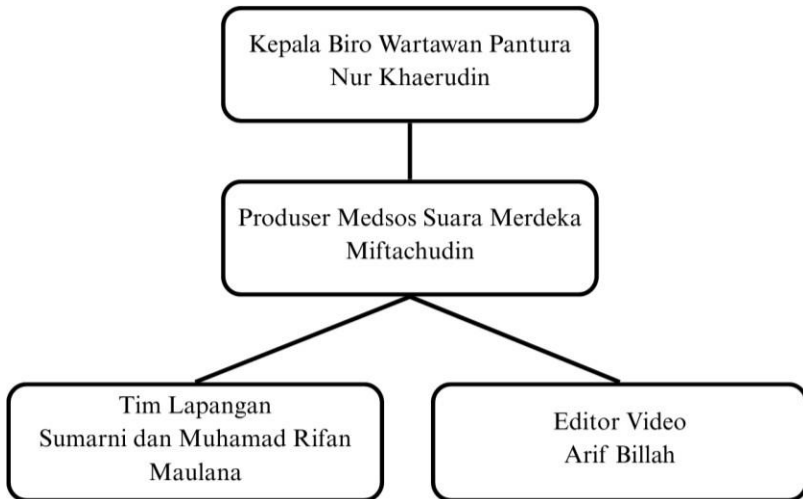 Kepala Biro Wartawan Pantura
Nur Khaerudin
Produser Medsos Suara Merdeka
Miftachudin
Tim Lapangan
Sumarni dan Muhamad Rifan
Maulana
Editor Video
Arif Billah